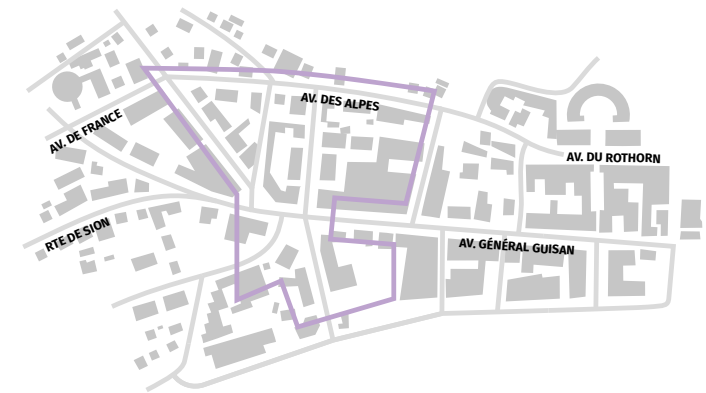 AV. DES ALPES
AV. DE FRANCE
AV. DU ROTHORN
RTE DE SION
AV. GÉNÉRAL GUISAN